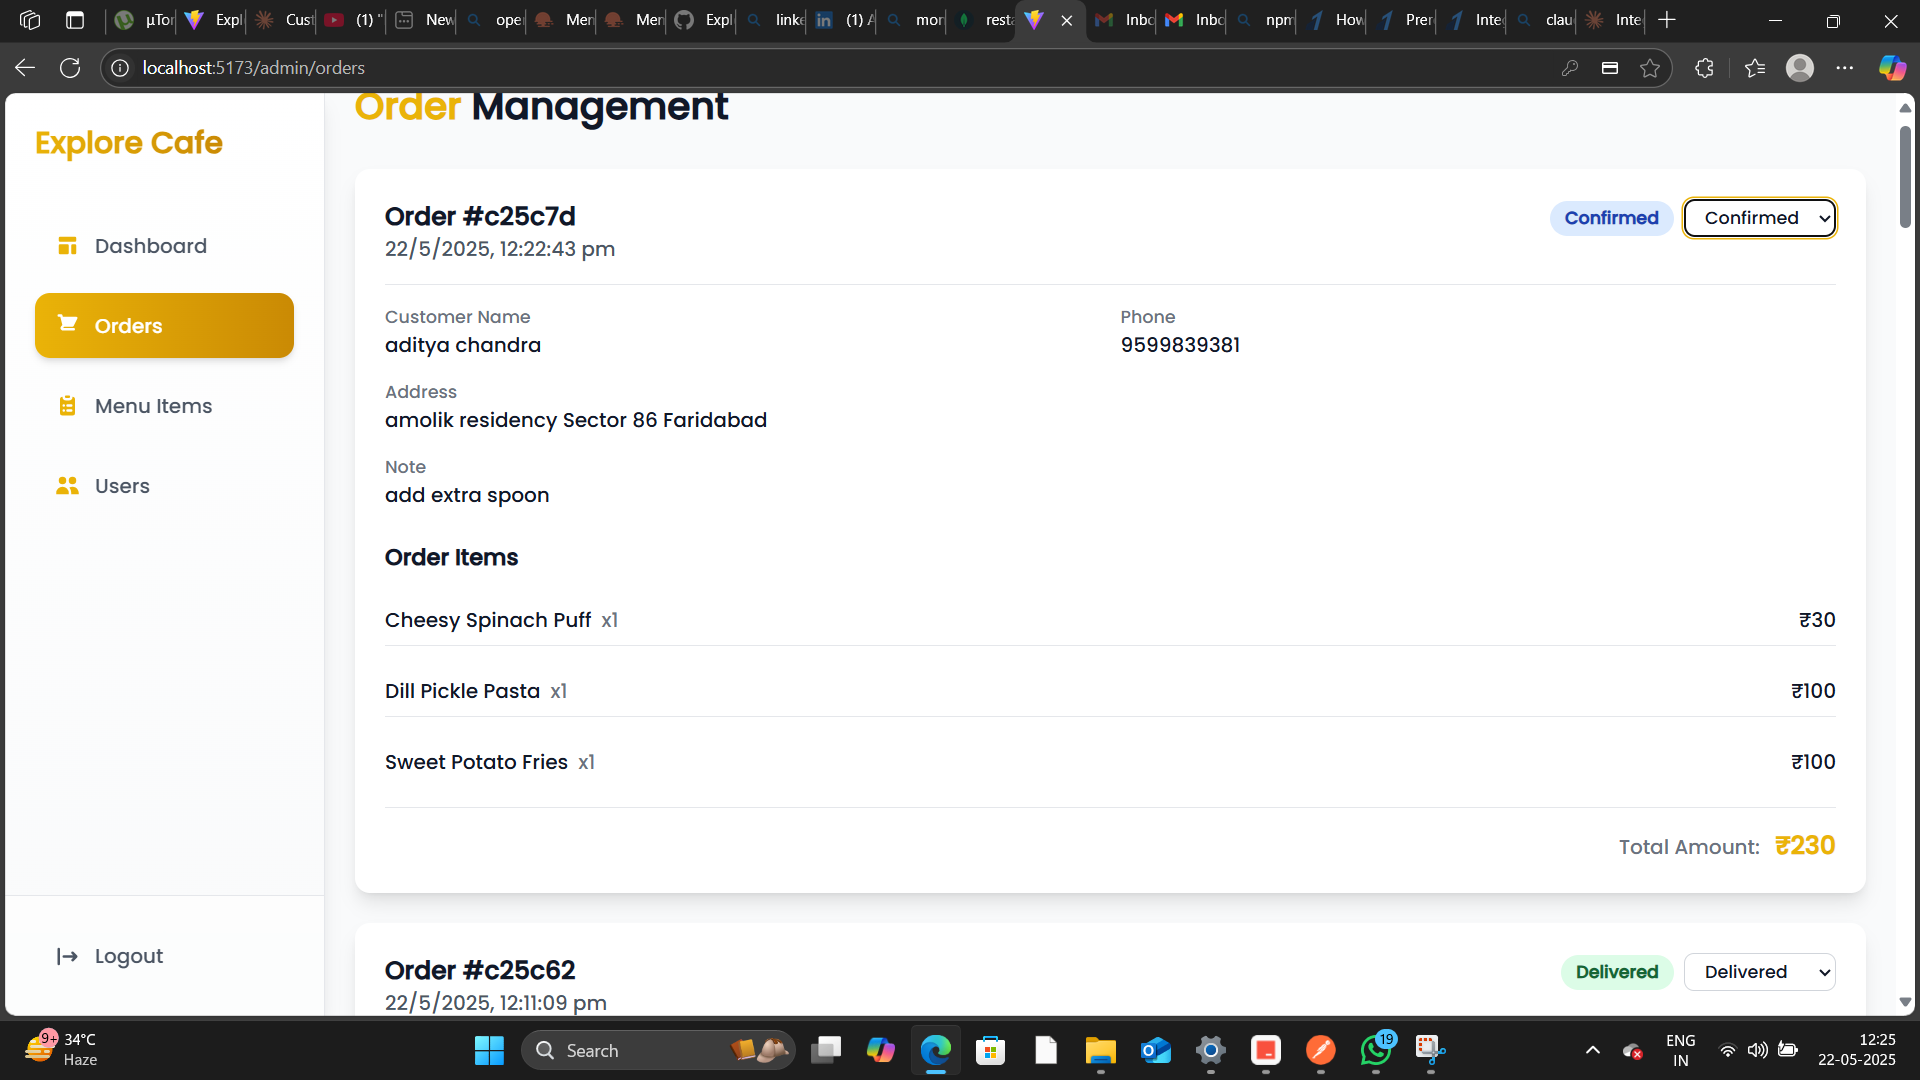 µTor
Expl
Cust
(1) "
New
ope
Mer
Mer
Expl
linke
(1) A
mor
resta
Inbo
Inbo
npm
How
Prer
Inte
clau
Inte
localhost:5173/admin/orders
Explore Cafe
Dashboard
Orders
Menu Items
Users
Logout
Order Management
Order #c25c7d
22/5/2025, 12:22:43 pm
Confirmed
Confirmed
Customer Name
aditya chandra
Phone
9599839381
Address
amolik residency Sector 86 Faridabad
Note
add extra spoon
Order Items
Cheesy Spinach Puff x1 ₹30
Dill Pickle Pasta x1 ₹100
Sweet Potato Fries x1 ₹100
Total Amount: ₹230
Order #c25c62
22/5/2025, 12:11:09 pm
Delivered
Delivered
9+
34°C
Haze
Search
19
ENG
IN
12:25
22-05-2025